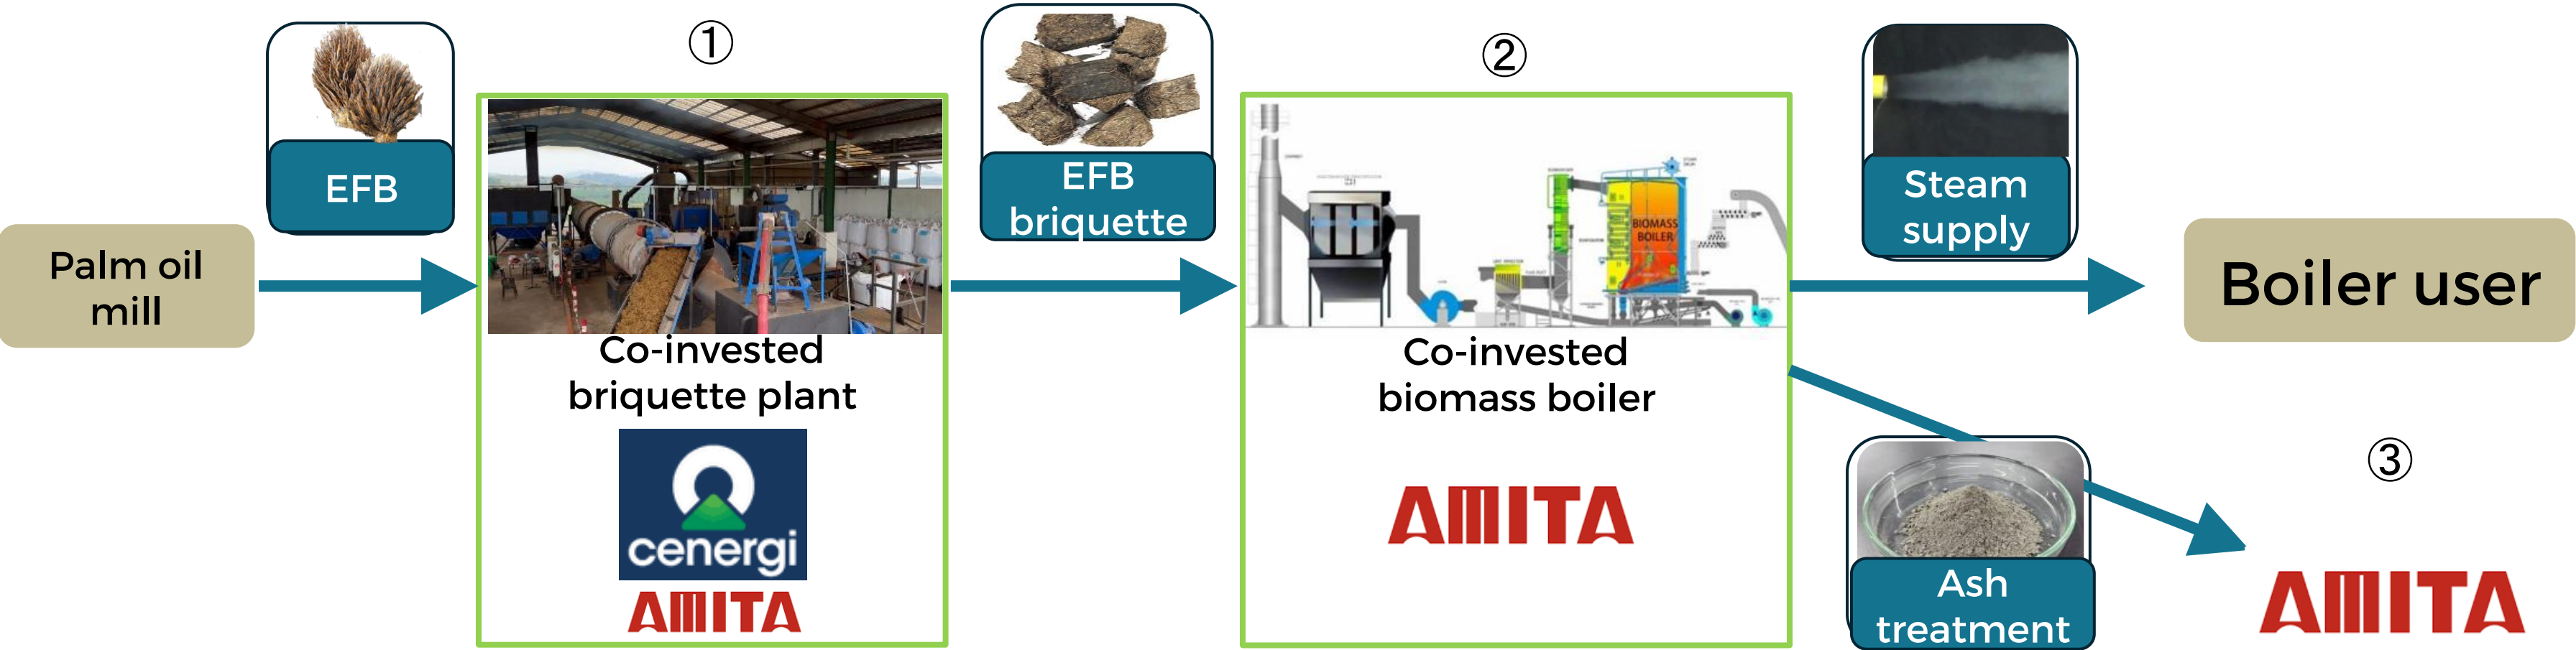 Palm oil
mill
EFB
①
Co-invested
briquette plant
cenergi
AMITA
EFB
briquette
②
BIOMASS
BOILER
Co-invested
biomass boiler
AMITA
Steam
supply
Boiler user
Ash
treatment
③
AMITA